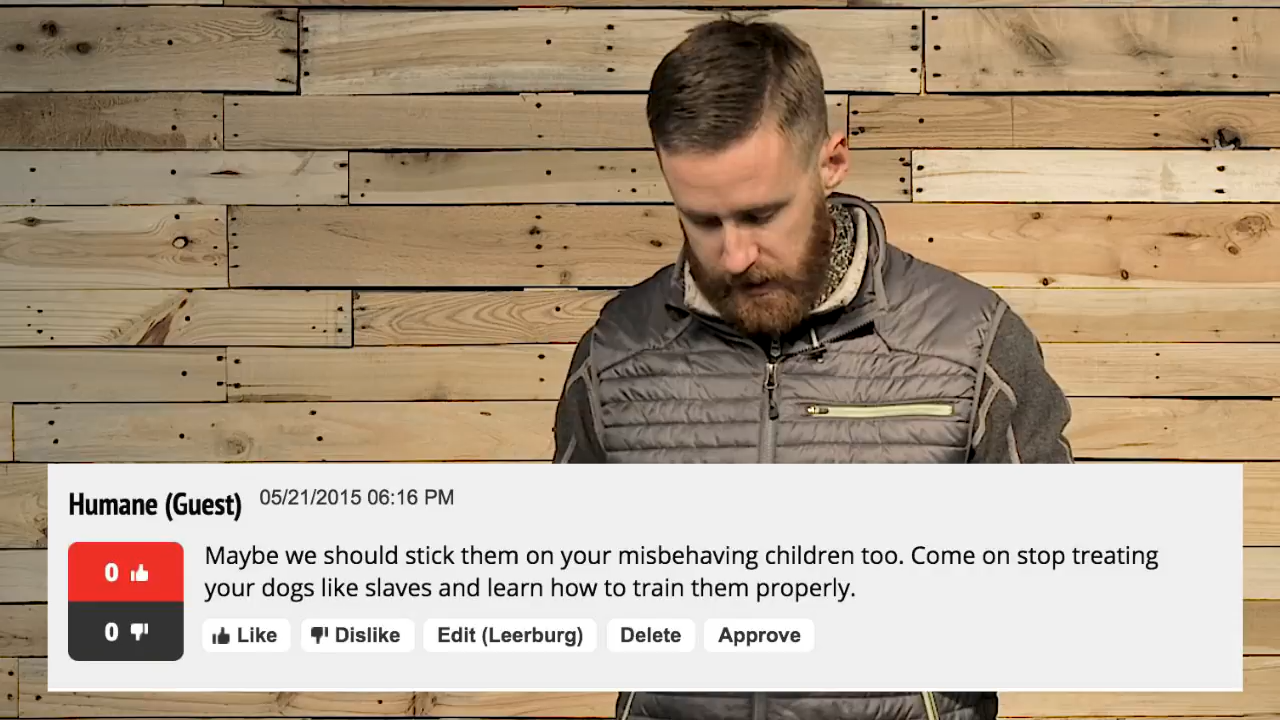 Humane (Guest) 05/21/2015 06:16 PM
0
Maybe we should stick them on your misbehaving children too. Come on stop treating
your dogs like slaves and learn how to train them properly.
0
Like Dislike Edit (Leerburg) Delete Approve